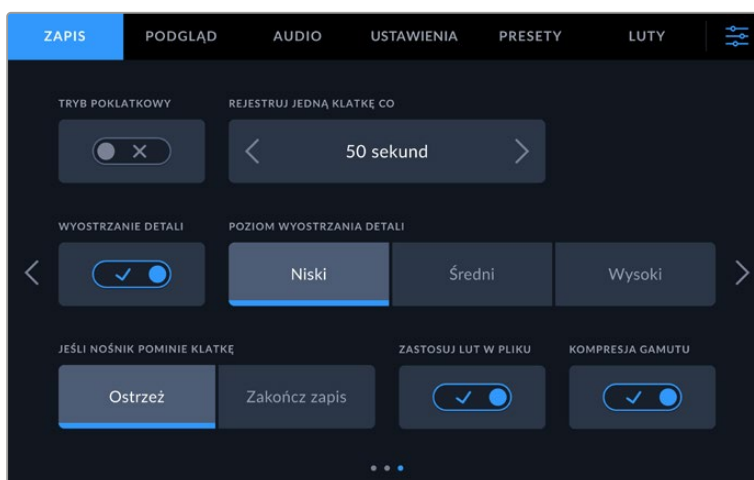 ZAPIS PODGLĄD AUDIO USTAWIENIA PRESETY LUTY
TRYB POKLATKOWY REJESTRUJ JEDNĄ KLATKĘ CO
50 sekund
WYOSTRZANIE DETALI POZIOM WYOSTRZANIA DETALI
Niski Średni Wysoki
JEŚLI NOŚNIK POMINIE KLATKĘ ZASTOSUJ LUT W PLIKU KOMPRESJA GAMUTU
Ostrzeż Zakończ zapis